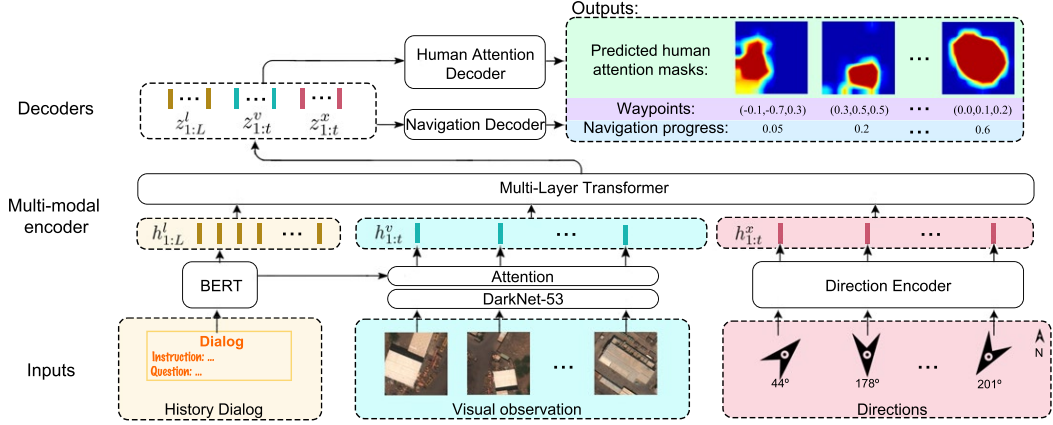 Outputs:
Human Attention
Decoder
Predicted human
attention masks:
...
Decoders
... ... ...
z^l_{1:L} z^v_{1:t} z^x_{1:t}
Navigation Decoder
Waypoints: (-0.1,-0.7,0.3) (0.3,0.5,0.5) ... (0.0,0.1,0.2)
Navigation progress: 0.05 0.2 ... 0.6
Multi-modal
encoder
Multi-Layer Transformer
h^l_{1:L} ... h^v_{1:t} ... h^x_{1:t} ...
BERT
Attention
DarkNet-53
Direction Encoder
Inputs
Dialog
Instruction: ...
Question: ...
History Dialog
...
Visual observation
N
44° 178° ... 201°
Directions